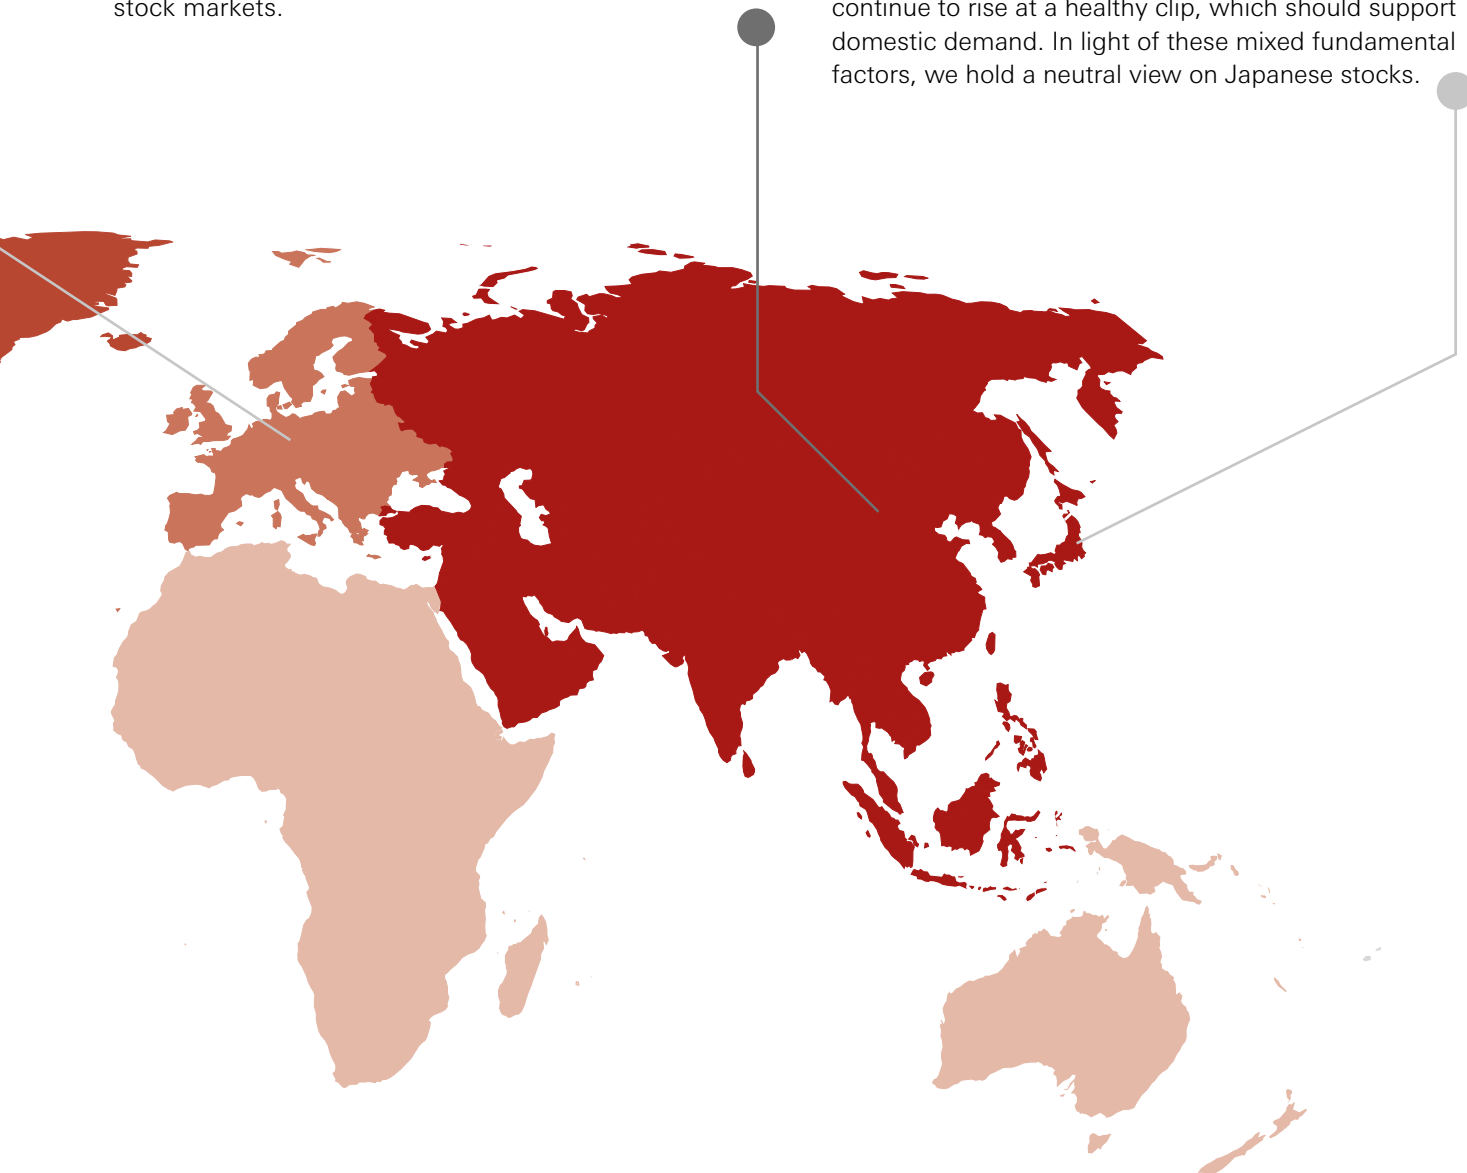 stock markets.
continue to rise at a healthy clip, which should support
domestic demand. In light of these mixed fundamental
factors, we hold a neutral view on Japanese stocks.